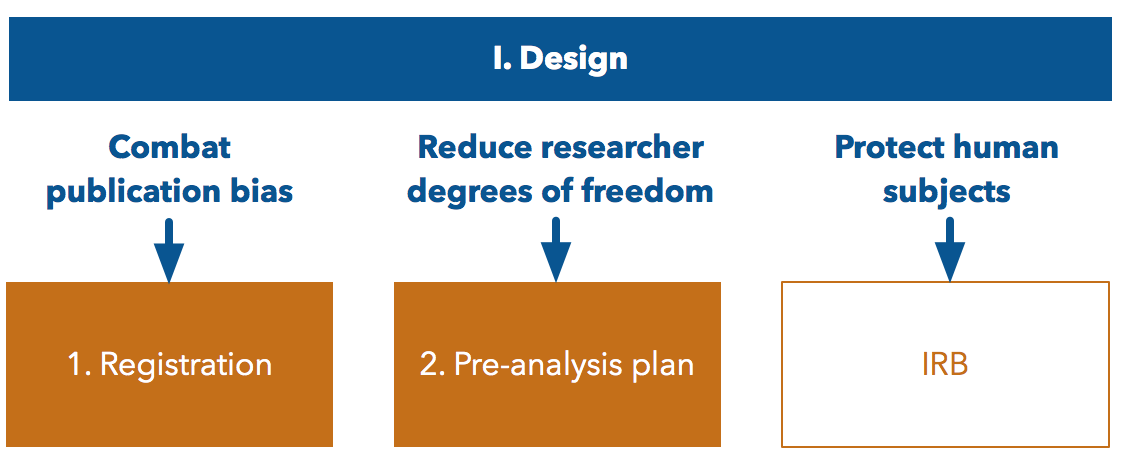 I. Design
Combat
publication bias
Reduce researcher
degrees of freedom
Protect human
subjects
1. Registration
2. Pre-analysis plan
IRB